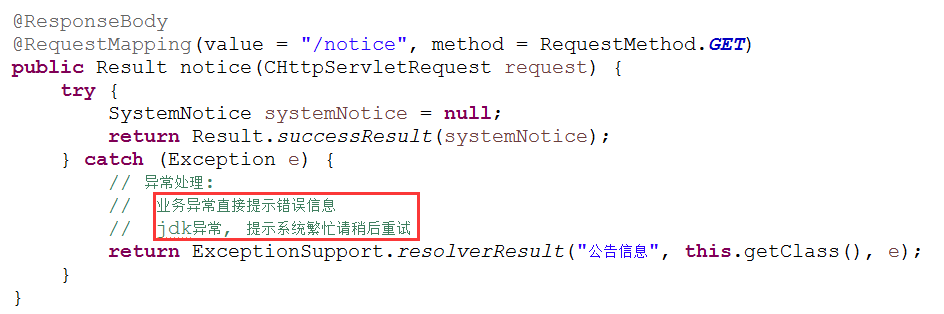 @ResponseBody
@RequestMapping(value = "/notice", method = RequestMethod.GET)
public Result notice(CHttpServletRequest request) {
    try {
        SystemNotice systemNotice = null;
        return Result.successResult(systemNotice);
    } catch (Exception e) {
        // 异常处理:
        // 业务异常直接提示错误信息
        // jdk异常, 提示系统繁忙请稍后重试
        return ExceptionSupport.resolverResult("公告信息", this.getClass(), e);
    }
}